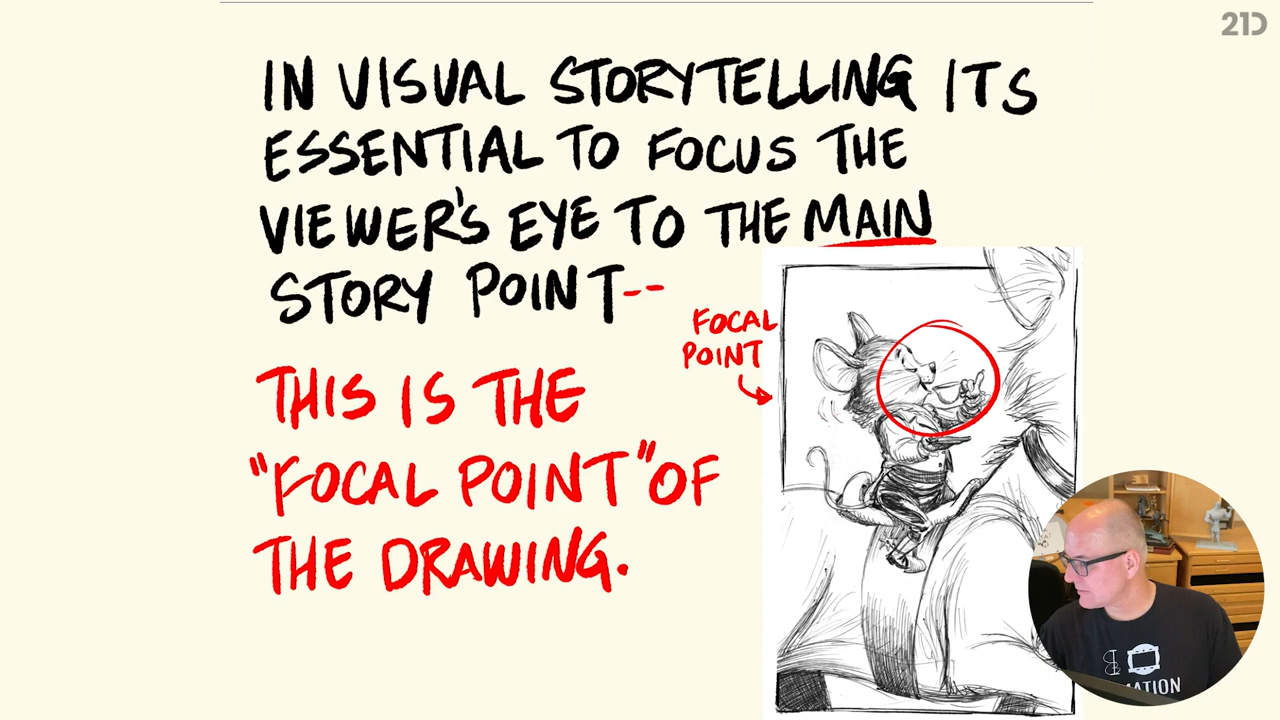 21D
IN VISUAL STORYTELLING ITS
ESSENTIAL TO FOCUS THE
VIEWER'S EYE TO THE MAIN
STORY POINT--
FOCAL
POINT
THIS IS THE
"FOCAL POINT" OF
THE DRAWING.